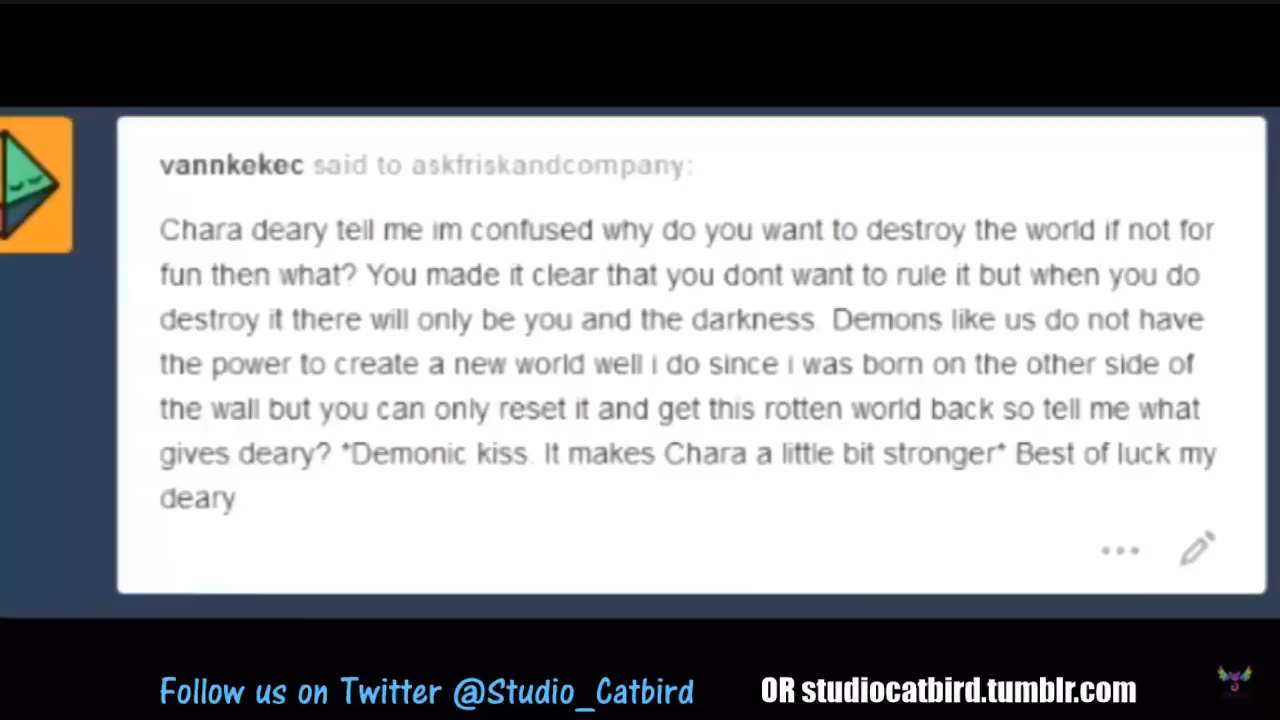 vannkekec said to askfriskandcompany:
Chara deary tell me im confused why do you want to destroy the world if not for
fun then what? You made it clear that you dont want to rule it but when you do
destroy it there will only be you and the darkness. Demons like us do not have
the power to create a new world well i do since i was born on the other side of
the wall but you can only reset it and get this rotten world back so tell me what
gives deary? *Demonic kiss. It makes Chara a little bit stronger* Best of luck my
deary
Follow us on Twitter @Studio_Catbird OR studiocatbird.tumblr.com